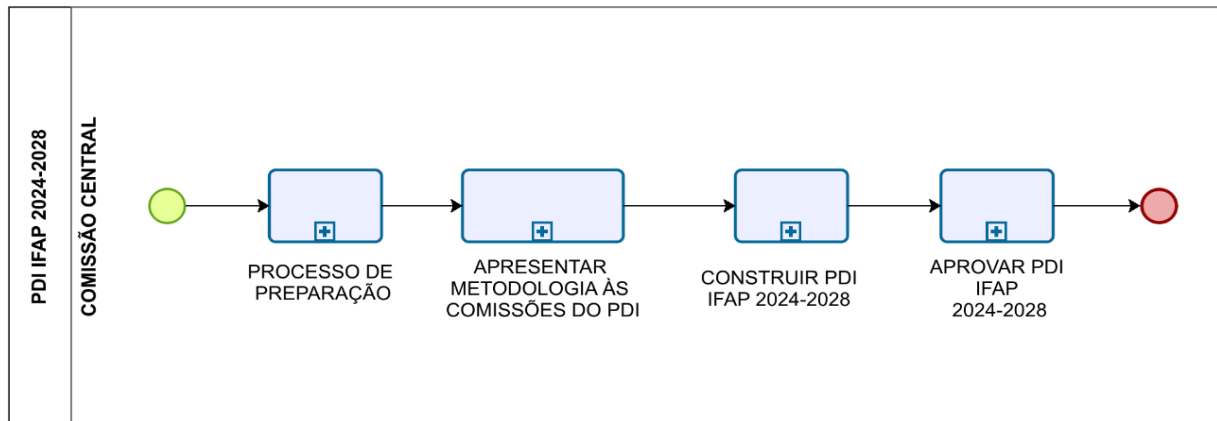 PDI IFAP 2024-2028
COMISSÃO CENTRAL
PROCESSO DE
PREPARAÇÃO
APRESENTAR
METODOLOGIA ÀS
COMISSÕES DO PDI
CONSTRUIR PDI
IFAP 2024-2028
APROVAR PDI
IFAP
2024-2028